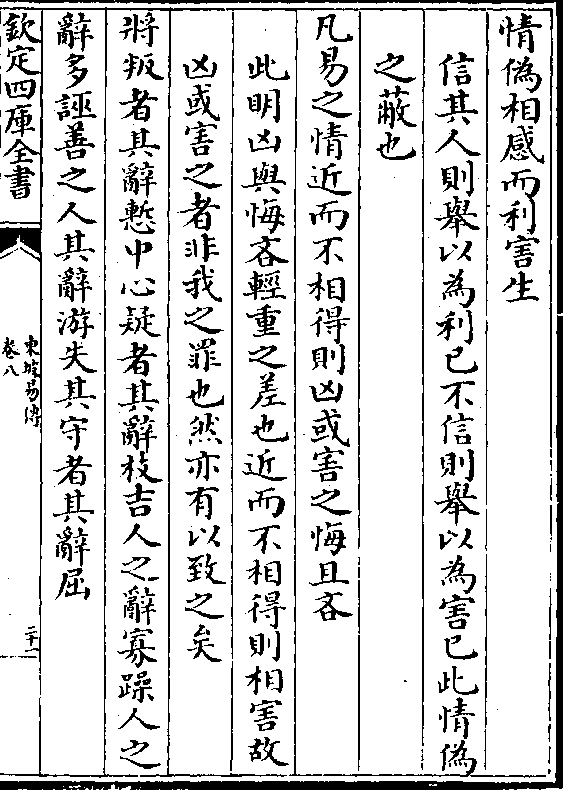 情偽相感而利害生
信其人則舉以為利已不信則舉以為害已此情偽
之蔽也
凡易之情近而不相得則凶或害之悔且吝
此明凶與悔吝輕重之差也近而不相得則相害故
凶或害之者非我之罪也然亦有以致之矣
將叛者其辭慙中心疑者其辭枝吉人之辭寡躁人之
辭多誣善之人其辭游失其守者其辭屈
欽定四庫全書
東坡易傳
卷八
二十一